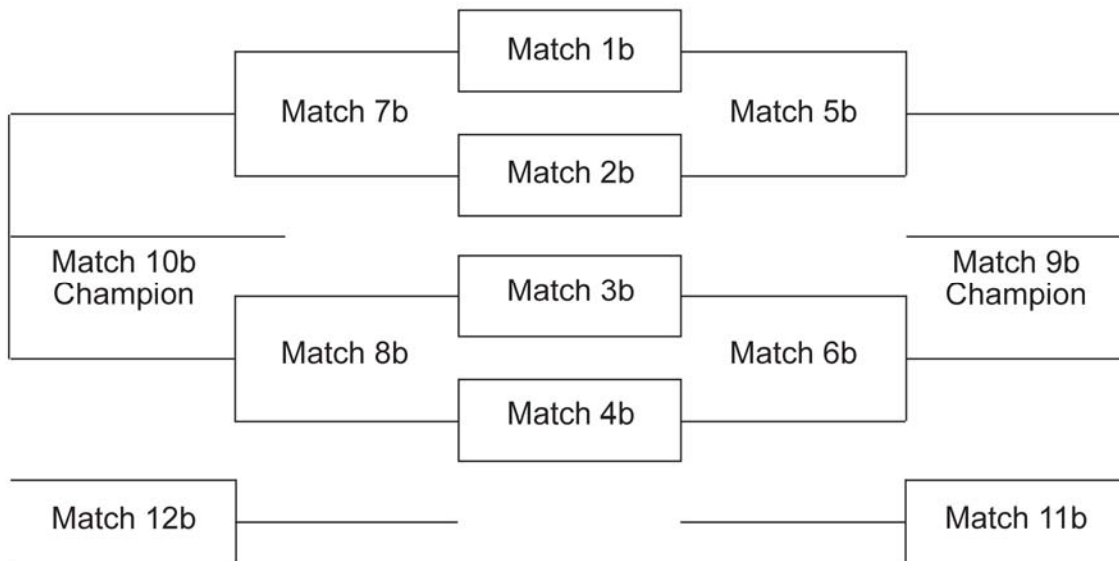 Match 1b
Match 7b
Match 5b
Match 2b
Match 10b
Champion
Match 9b
Champion
Match 3b
Match 8b
Match 6b
Match 4b
Match 12b
Match 11b